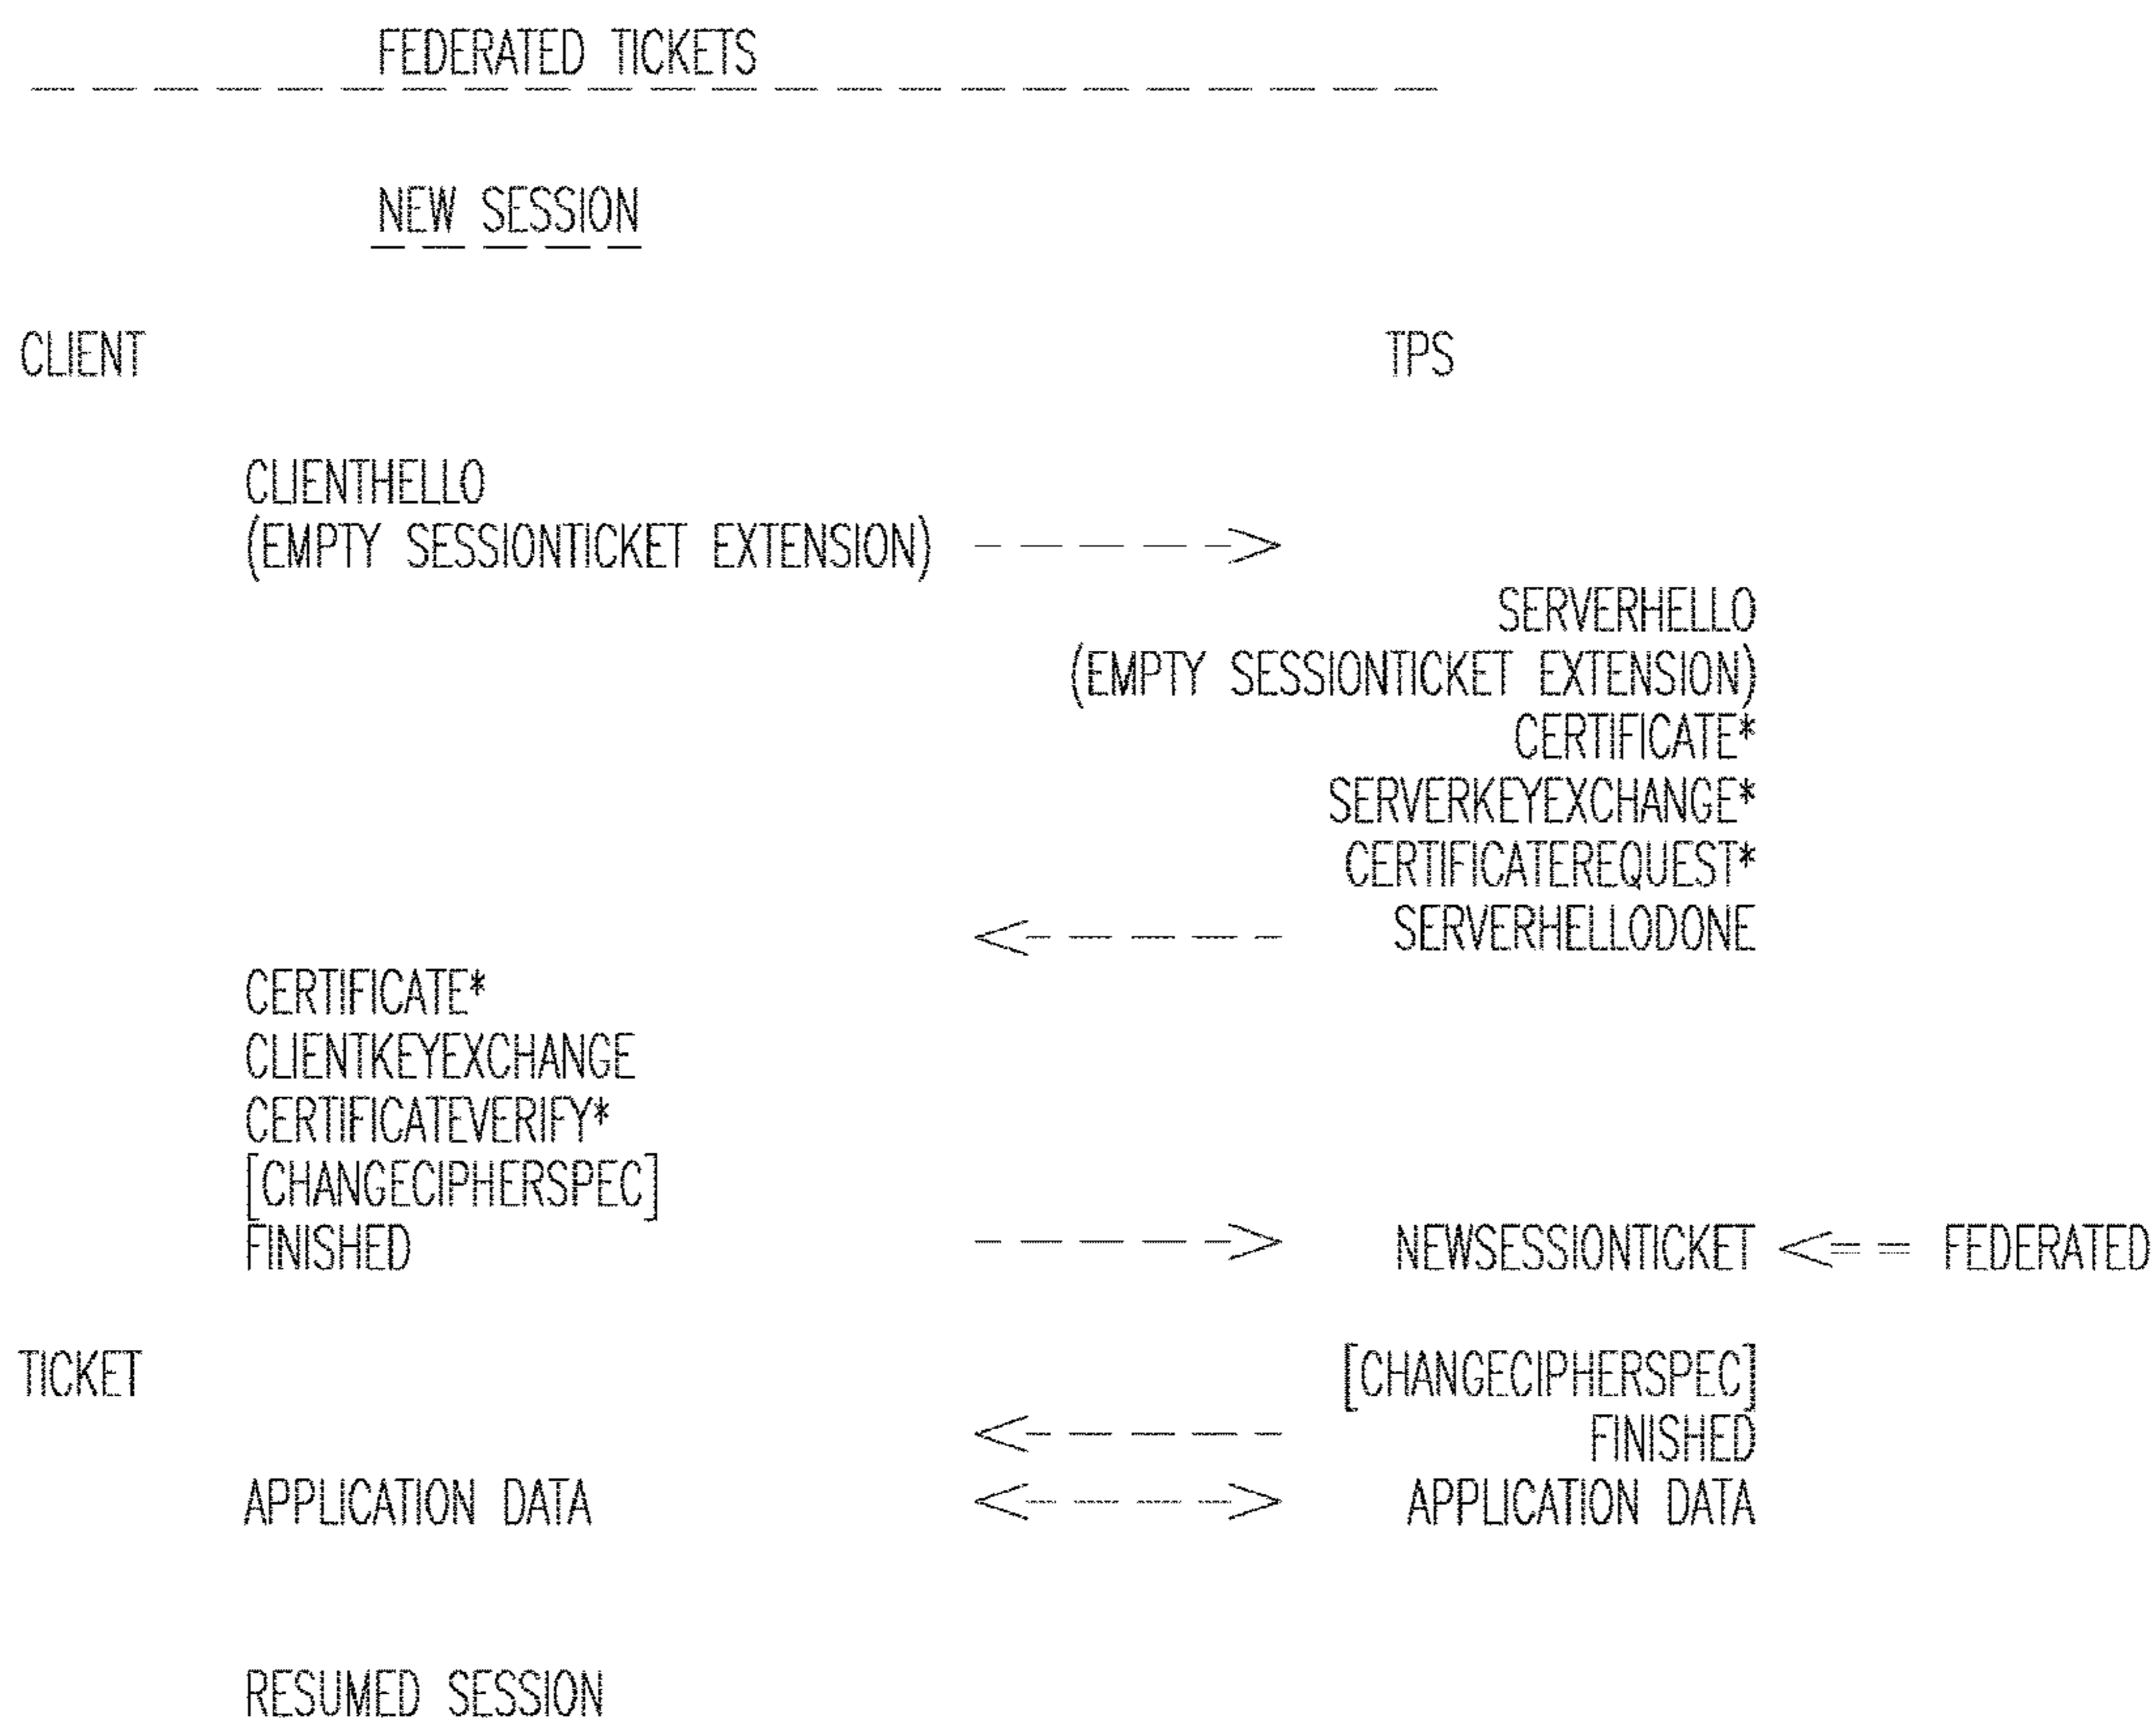 FEDERATED TICKETS
NEW SESSION
CLIENT TPS
CLIENTHELLO
(EMPTY SESSIONTICKET EXTENSION)
SERVERHELLO
(EMPTY SESSIONTICKET EXTENSION)
CERTIFICATE*
SERVERKEYEXCHANGE*
CERTIFICATEREQUEST*
SERVERHELLODONE
CERTIFICATE*
CLIENTKEYEXCHANGE
CERTIFICATEVERIFY*
[CHANGECIPHERSPEC]
FINISHED NEWSESSIONTICKET FEDERATED
TICKET [CHANGECIPHERSPEC]
FINISHED
APPLICATION DATA APPLICATION DATA
RESUMED SESSION